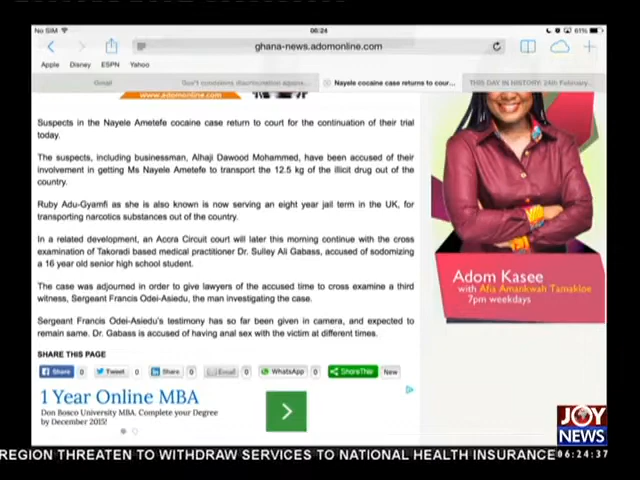 No SIM
06:24
61%
ghana-news.adomonline.com
Apple Disney ESPN Yahoo
Gmail
Don't condemn discrimination against...
Nayele cocaine case returns to cour...
THIS DAY IN HISTORY: 24th February...
www.adomonline.com
Suspects in the Nayele Ametefe cocaine case return to court for the continuation of their trial
today.
The suspects, including businessman, Alhaji Dawood Mohammed, have been accused of their
involvement in getting Ms Nayele Ametefe to transport the 12.5 kg of the illicit drug out of the
country.
Ruby Adu-Gyamfi as she is also known is now serving an eight year jail term in the UK, for
transporting narcotics substances out of the country.
In a related development, an Accra Circuit court will later this morning continue with the cross
examination of Takoradi based medical practitioner Dr. Sulley Ali Gabass, accused of sodomizing
a 16 year old senior high school student.
The case was adjourned in order to give lawyers of the accused time to cross examine a third
witness, Sergeant Francis Odei-Asiedu, the man investigating the case.
Sergeant Francis Odei-Asiedu's testimony has so far been given in camera, and expected to
remain same. Dr. Gabass is accused of having anal sex with the victim at different times.
SHARE THIS PAGE
Share 0 Tweet 0 Share 0 Email 0 WhatsApp 0 ShareThis New
1 Year Online MBA
Don Bosco University MBA. Complete your Degree
by December 2015!
Adom Kasee
with Afia Amankwah Tamakloe
7pm weekdays
JOY
NEWS
REGION THREATEN TO WITHDRAW SERVICES TO NATIONAL HEALTH INSURANCE
06:24:37